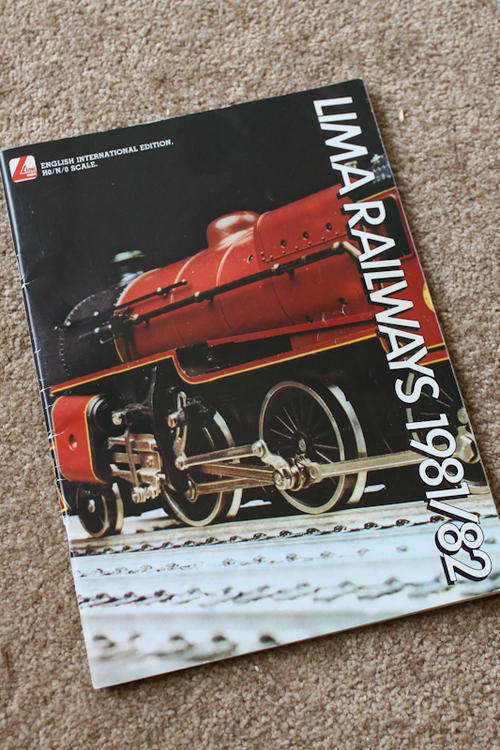 ENGLISH INTERNATIONAL EDITION.
H0/N/0 SCALE.
LIMA RAILWAYS 1981/82